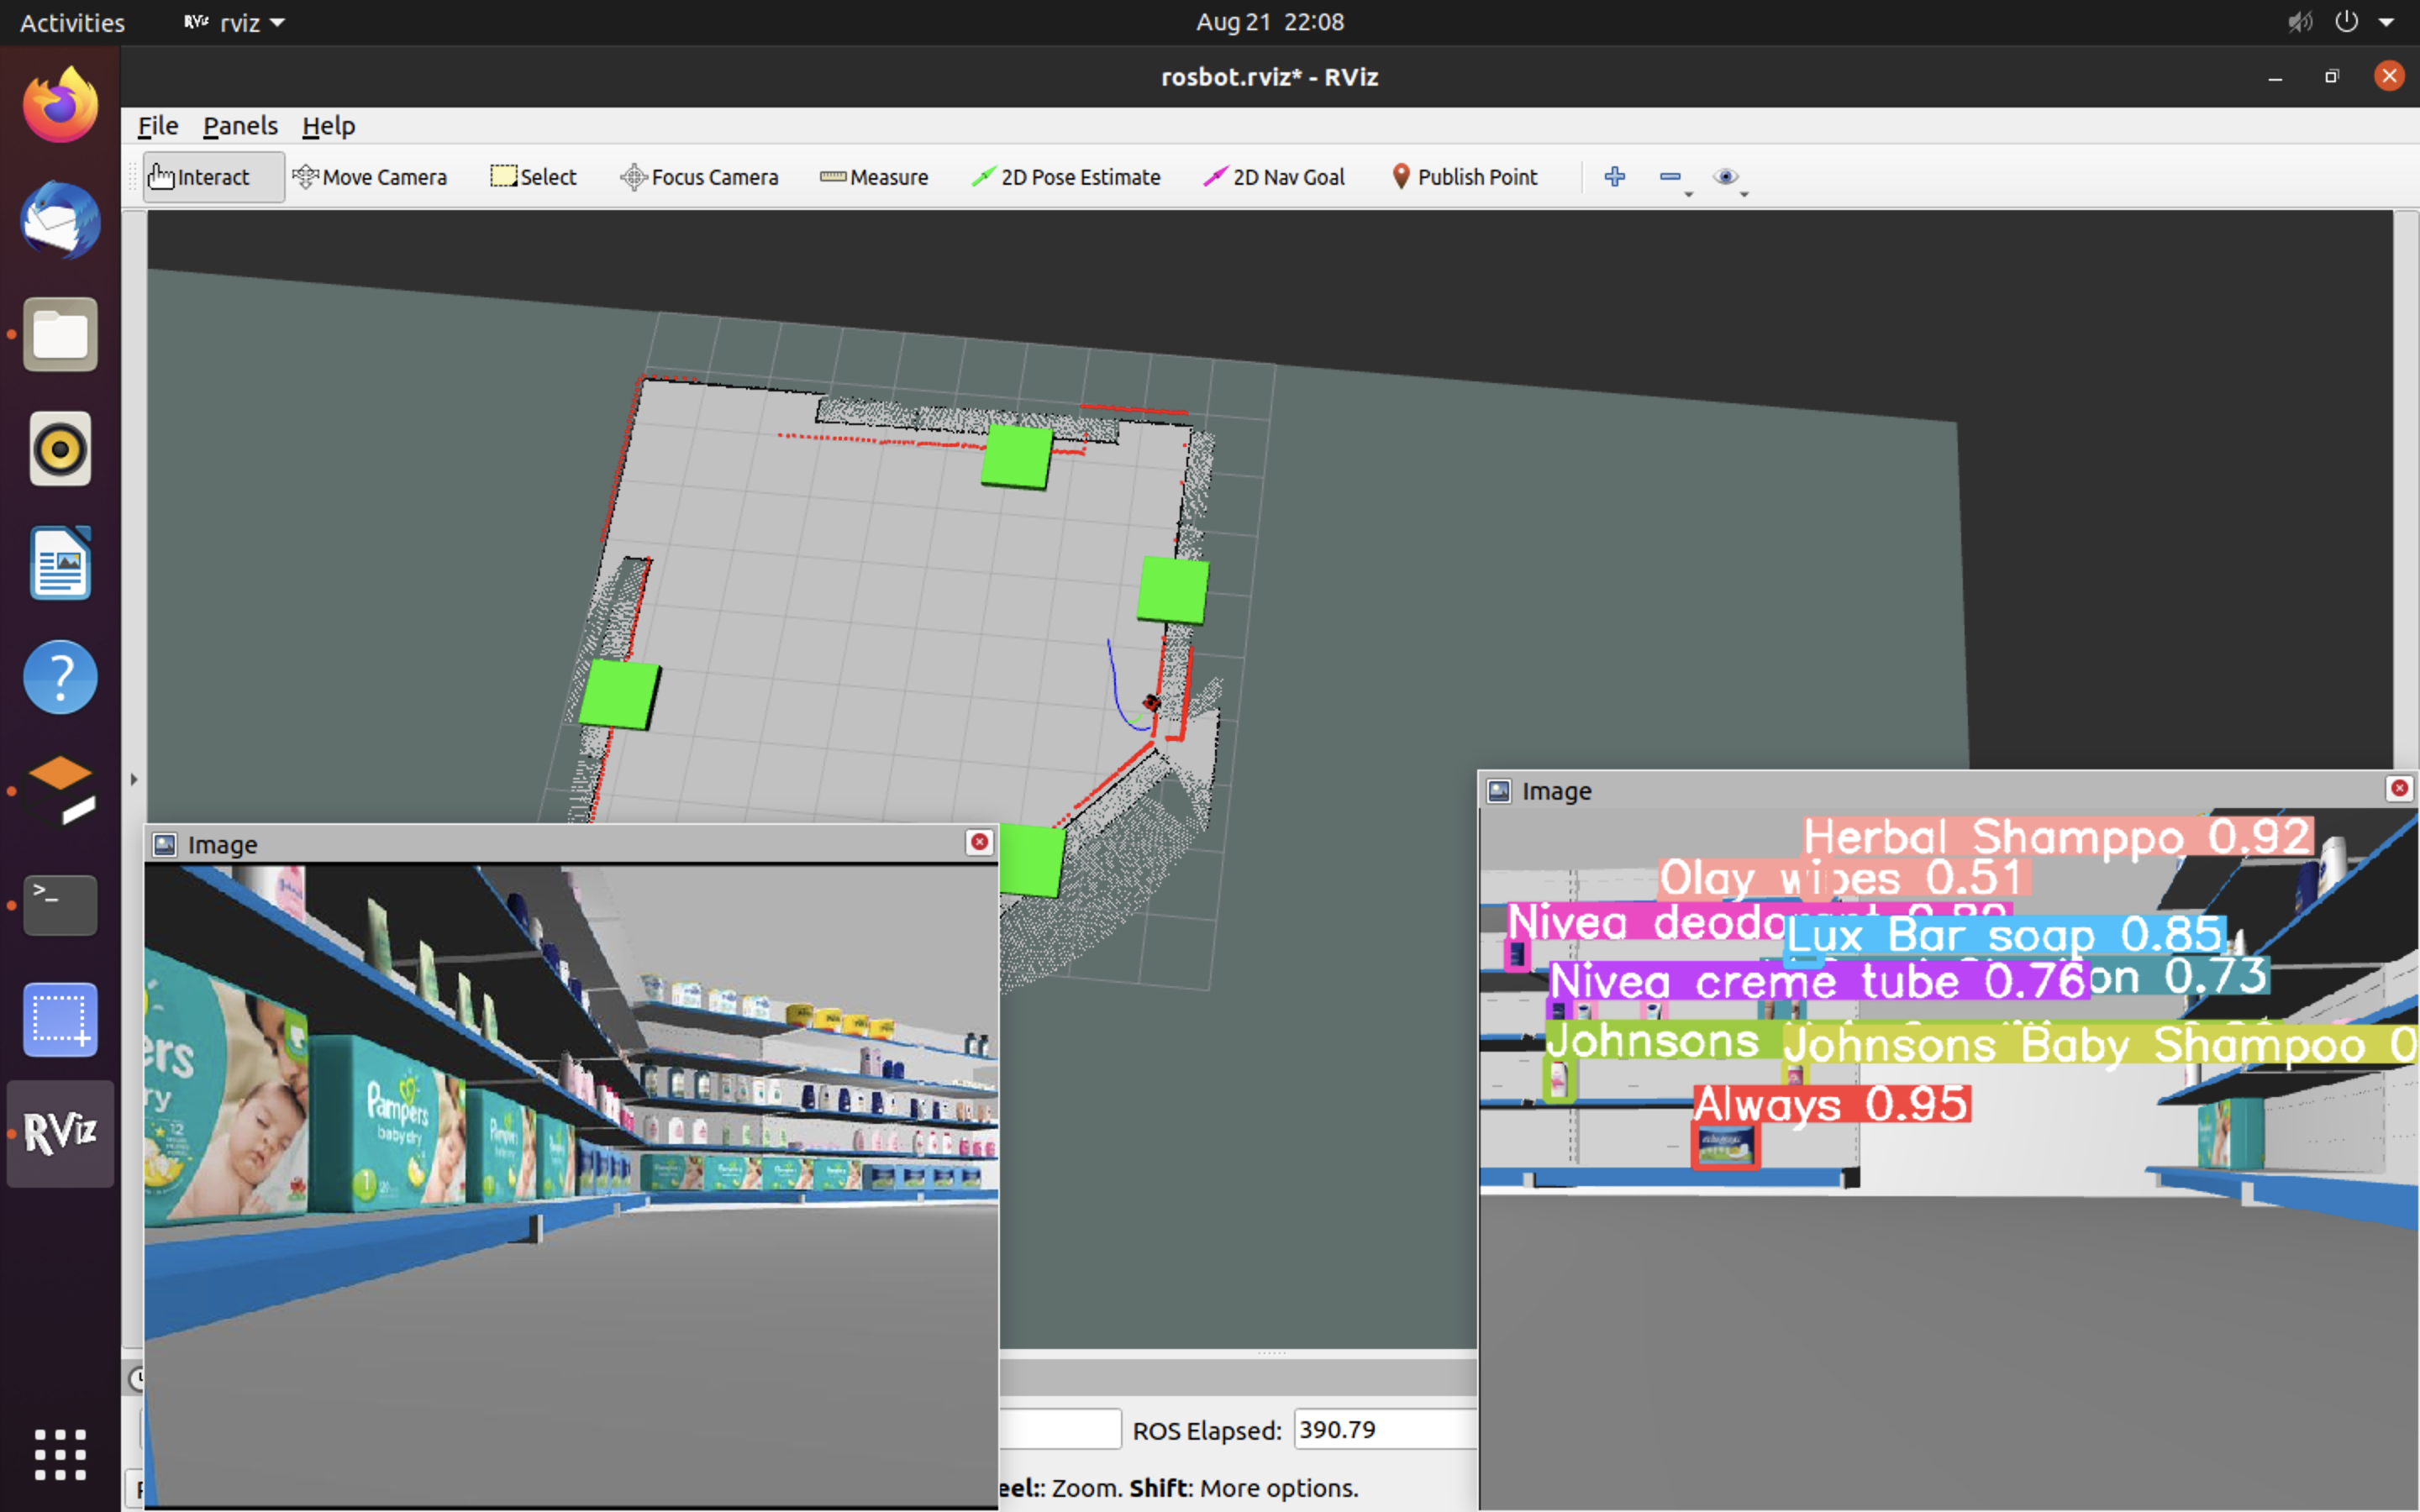 Activities
rviz
Aug 21 22:08
rosbot.rviz* - RViz
File Panels Help
Interact Move Camera Select Focus Camera Measure 2D Pose Estimate 2D Nav Goal Publish Point
Image
Herbal Shamppo 0.92
Olay wipes 0.51
Nivea
Lux Bar soap 0.85
Nivea creme tube 0.76
on 0.73
Johnsons
Johnsons Baby Shampoo 0
Always 0.95
Image
ers
ry
12
Pampers
baby dry
1
>_
?
RViz
ROS Elapsed: 390.79
eel:: Zoom. Shift: More options.